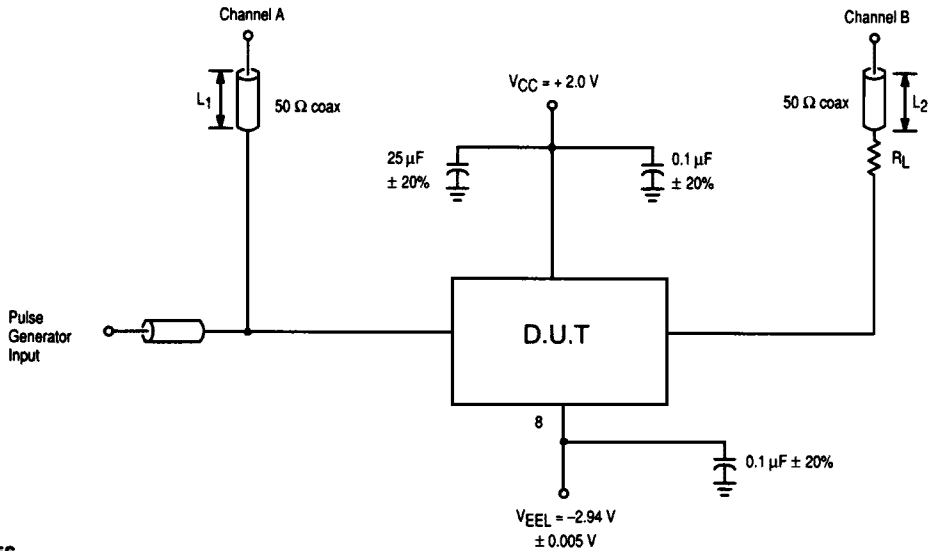 Channel A
Channel B
L1
50 Ω coax
VCC = + 2.0 V
50 Ω coax
L2
RL
25 µF
± 20%
0.1 µF
± 20%
Pulse
Generator
Input
D.U.T
8
0.1 µF ± 20%
VEEL = –2.94 V
± 0.005 V